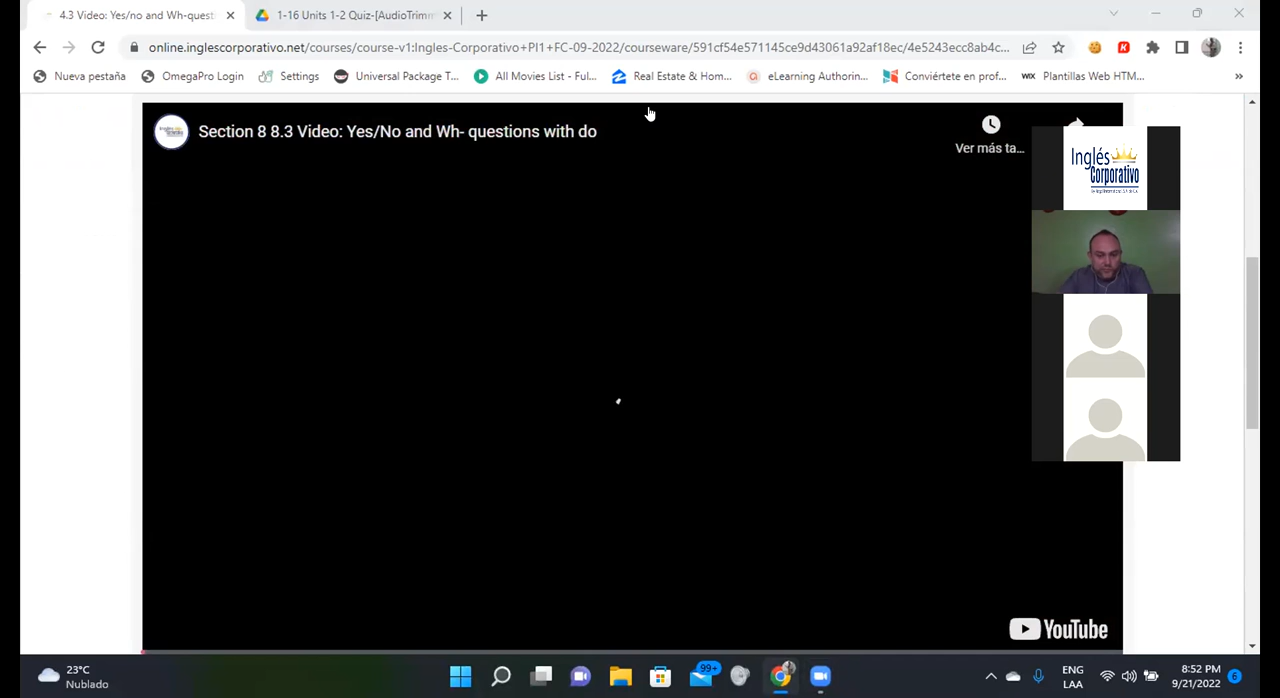 4.3 Video: Yes/no and Wh-quest
1-16 Units 1-2 Quiz-[AudioTrimm
online.inglescorporativo.net/courses/course-v1:Ingles-Corporativo+PI1+FC-09-2022/courseware/591cf54e571145ce9d43061a92af18ec/4e5243ecc8ab4c...
Nueva pestaña
OmegaPro Login
Settings
Universal Package T...
All Movies List - Ful...
Real Estate & Hom...
eLearning Authorin...
Conviértete en prof...
WIX Plantillas Web HTM...
»
Section 8 8.3 Video: Yes/No and Wh- questions with do
Ver más ta...
Inglés
Corporativo
YouTube
23°C
Nublado
99+
ENG
LAA
8:52 PM
9/21/2022
6